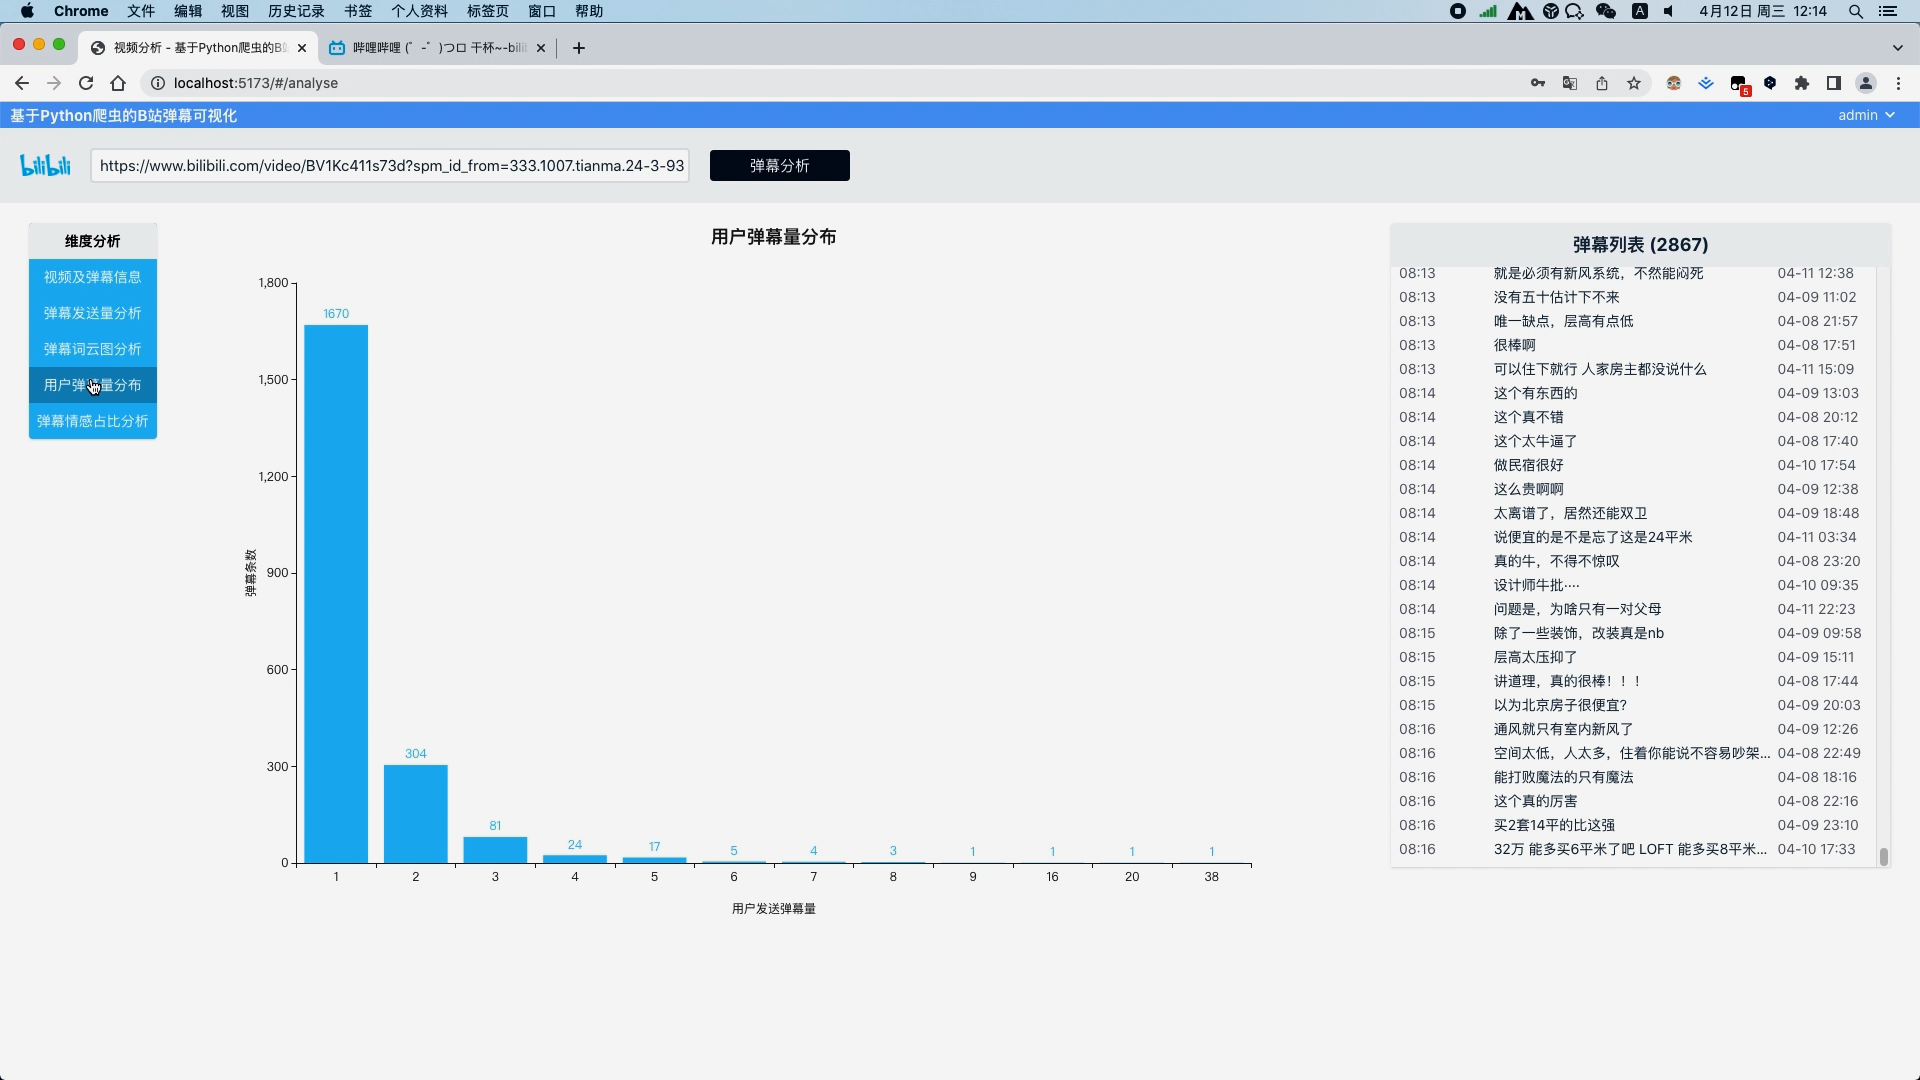 Chrome 文件 编辑 视图 历史记录 书签 个人资料 标签页 窗口 帮助
A 4月12日 周三 12:14
视频分析 - 基于Python爬虫的B站
哔哩哔哩 (゜-゜)つロ 干杯~-bili
localhost:5173/#/analyse
5
基于Python爬虫的B站弹幕可视化
admin
bilibili
https://www.bilibili.com/video/BV1Kc411s73d?spm_id_from=333.1007.tianma.24-3-93
弹幕分析
维度分析
视频及弹幕信息
弹幕发送量分析
弹幕词云图分析
用户弹幕量分布
弹幕情感占比分析
用户弹幕量分布
弹幕条数
1,800
1,500
1,200
900
600
300
0
1670
304
81
24
17
5
4
3
1
1
1
1
1 2 3 4 5 6 7 8 9 16 20 38
用户发送弹幕量
弹幕列表 (2867)
08:13 就是必须有新风系统，不然能闷死 04-11 12:38
08:13 没有五十估计下不来 04-09 11:02
08:13 唯一缺点，层高有点低 04-08 21:57
08:13 很棒啊 04-08 17:51
08:13 可以住下就行 人家房主都没说什么 04-11 15:09
08:14 这个有东西的 04-09 13:03
08:14 这个真不错 04-08 20:12
08:14 这个太牛逼了 04-08 17:40
08:14 做民宿很好 04-10 17:54
08:14 这么贵啊啊 04-09 12:38
08:14 太离谱了，居然还能双卫 04-09 18:48
08:14 说便宜的是不是忘了这是24平米 04-11 03:34
08:14 真的牛，不得不惊叹 04-08 23:20
08:14 设计师牛批···· 04-10 09:35
08:14 问题是，为啥只有一对父母 04-11 22:23
08:15 除了一些装饰，改装真是nb 04-09 09:58
08:15 层高太压抑了 04-09 15:11
08:15 讲道理，真的很棒！！！ 04-08 17:44
08:15 以为北京房子很便宜? 04-09 20:03
08:16 通风就只有室内新风了 04-09 12:26
08:16 空间太低，人太多，住着你能说不容易吵架... 04-08 22:49
08:16 能打败魔法的只有魔法 04-08 18:16
08:16 这个真的厉害 04-08 22:16
08:16 买2套14平的比这强 04-09 23:10
08:16 32万 能多买6平米了吧 LOFT 能多买8平米... 04-10 17:33